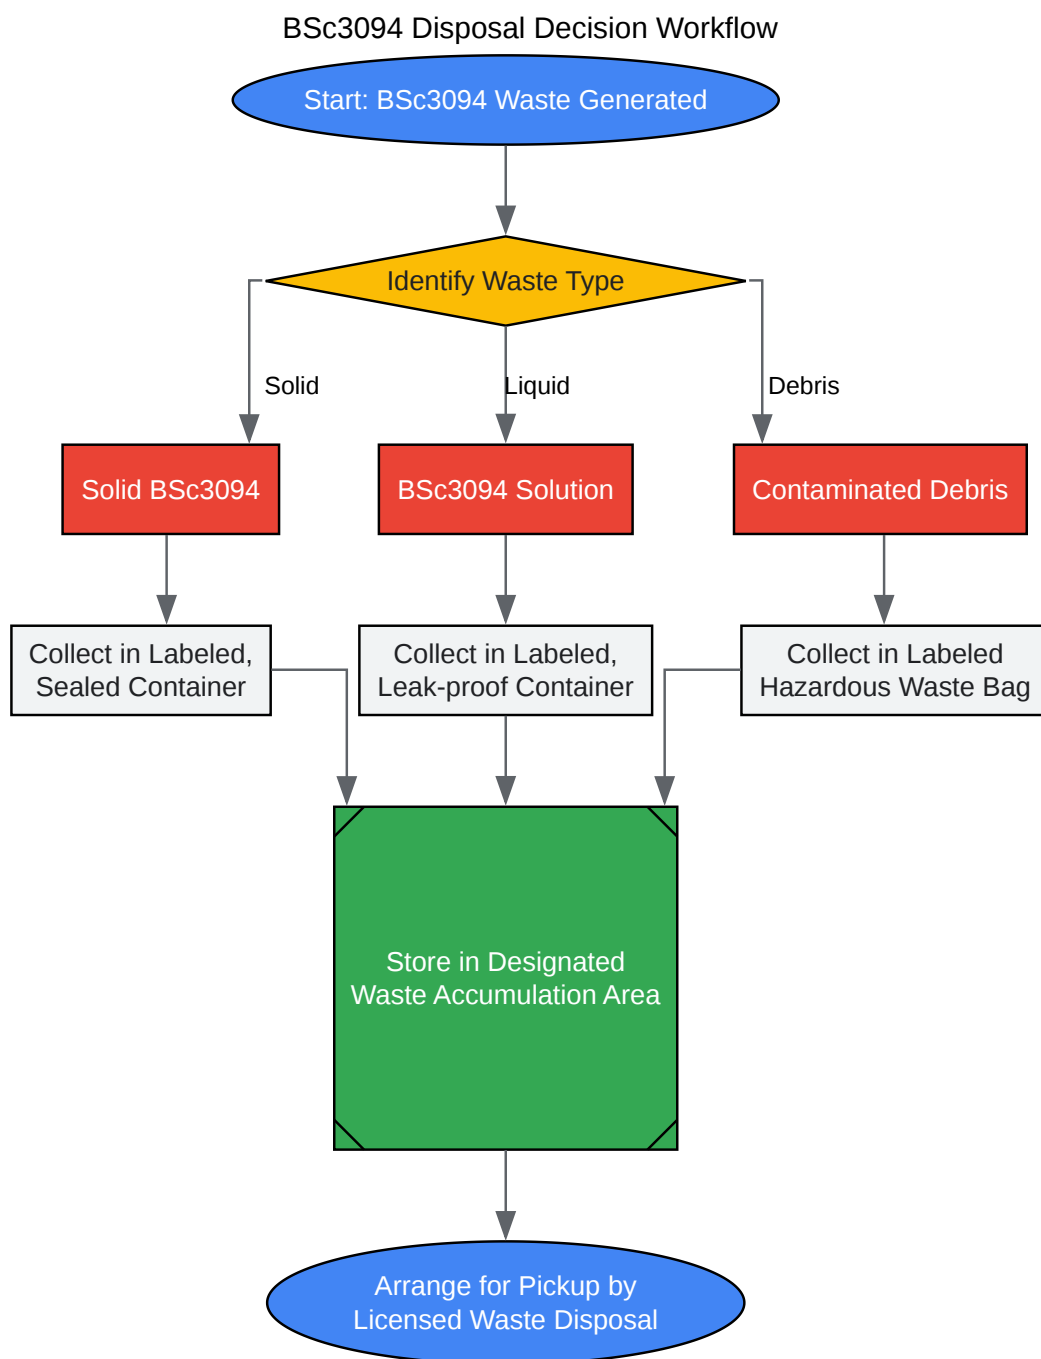 BSc3094 Disposal Decision Workflow
Start: BSc3094 Waste Generated
Identify Waste Type
Solid
Liquid
Debris
Solid BSc3094
BSc3094 Solution
Contaminated Debris
Collect in Labeled,
Sealed Container
Collect in Labeled,
Leak-proof Container
Collect in Labeled
Hazardous Waste Bag
Store in Designated
Waste Accumulation Area
Arrange for Pickup by
Licensed Waste Disposal